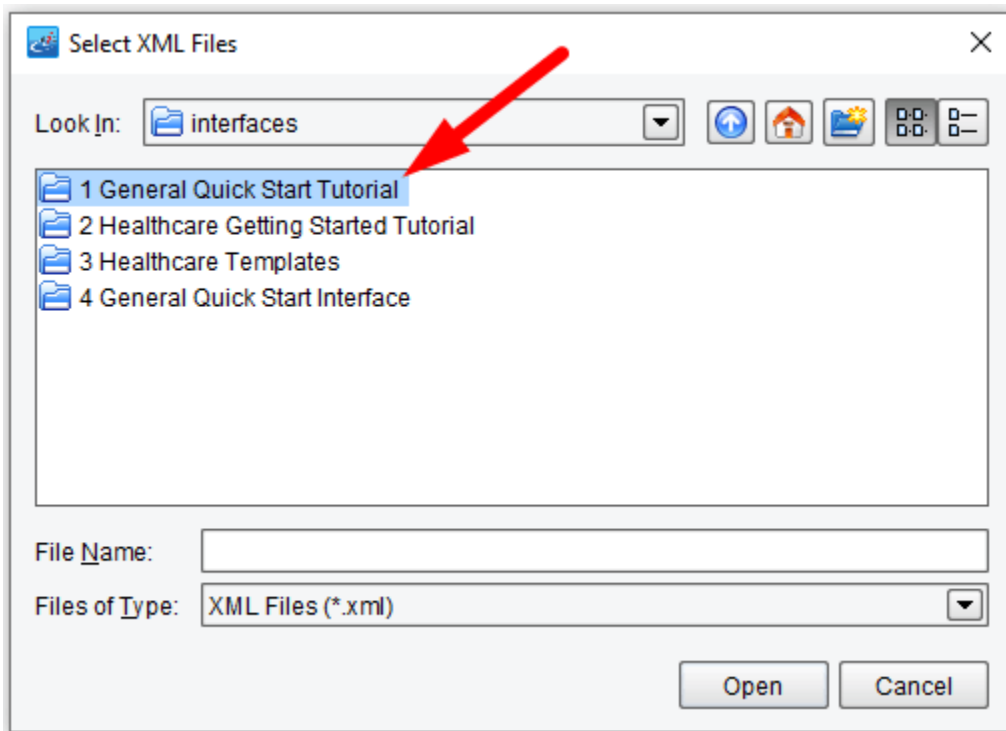 Select XML Files
Look In: interfaces
1 General Quick Start Tutorial
2 Healthcare Getting Started Tutorial
3 Healthcare Templates
4 General Quick Start Interface
File Name:
Files of Type: XML Files (*.xml)
Open Cancel